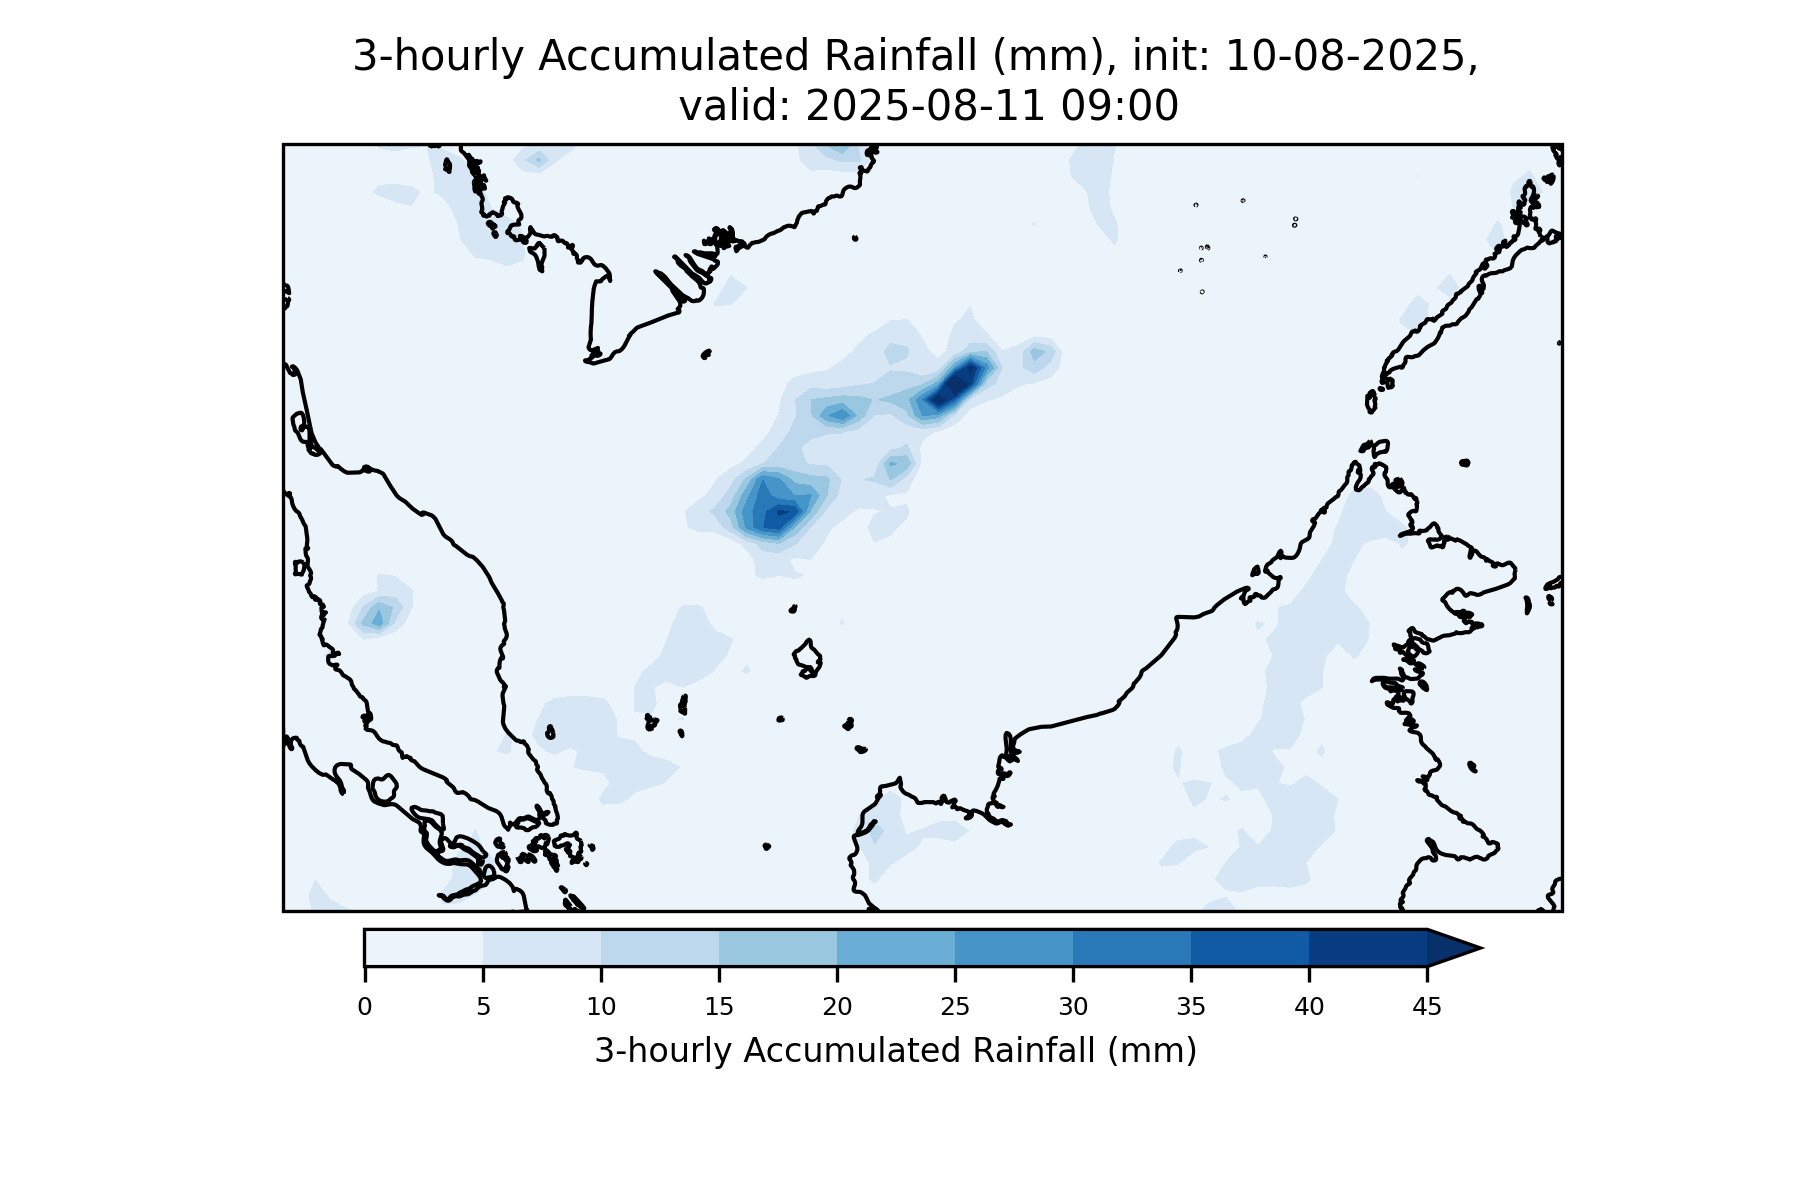 3-hourly Accumulated Rainfall (mm), init: 10-08-2025,
valid: 2025-08-11 09:00
0 5 10 15 20 25 30 35 40 45
3-hourly Accumulated Rainfall (mm)